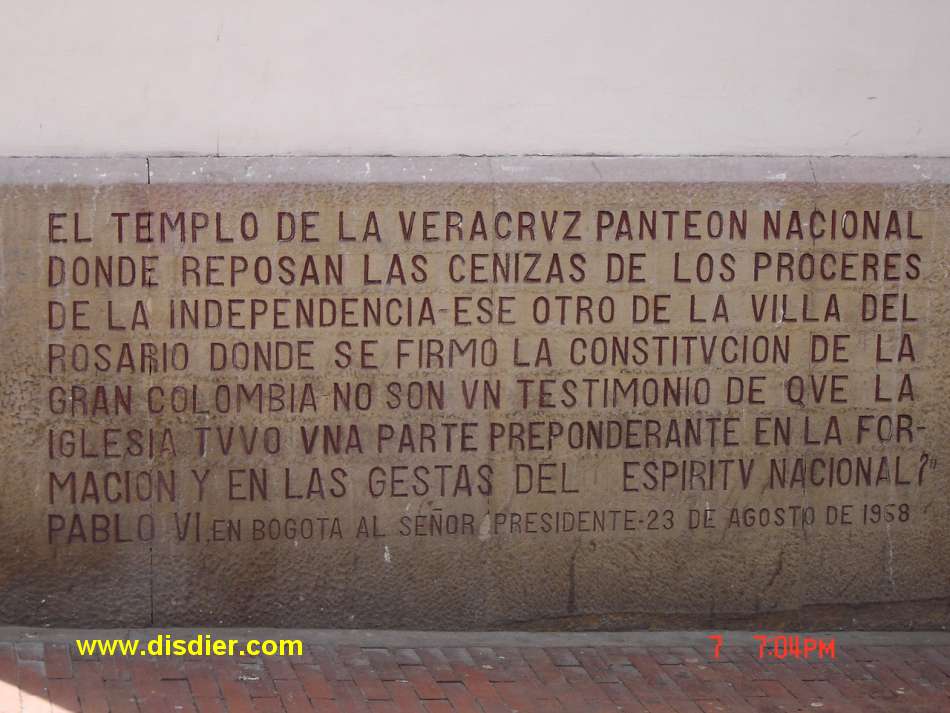 EL TEMPLO DE LA VERACRVZ PANTEON NACIONAL
DONDE REPOSAN LAS CENIZAS DE LOS PROCERES
DE LA INDEPENDENCIA-ESE OTRO DE LA VILLA DEL
ROSARIO DONDE SE FIRMO LA CONSTITVCION DE LA
GRAN COLOMBIA NO SON VN TESTIMONIO DE QVE LA
IGLESIA TVVO VNA PARTE PREPONDERANTE EN LA FOR-
MACION Y EN LAS GESTAS DEL ESPIRITV NACIONAL?"
PABLO VI. EN BOGOTA AL SEÑOR PRESIDENTE-23 DE AGOSTO DE 1968
www.disdier.com
7 7:04PM